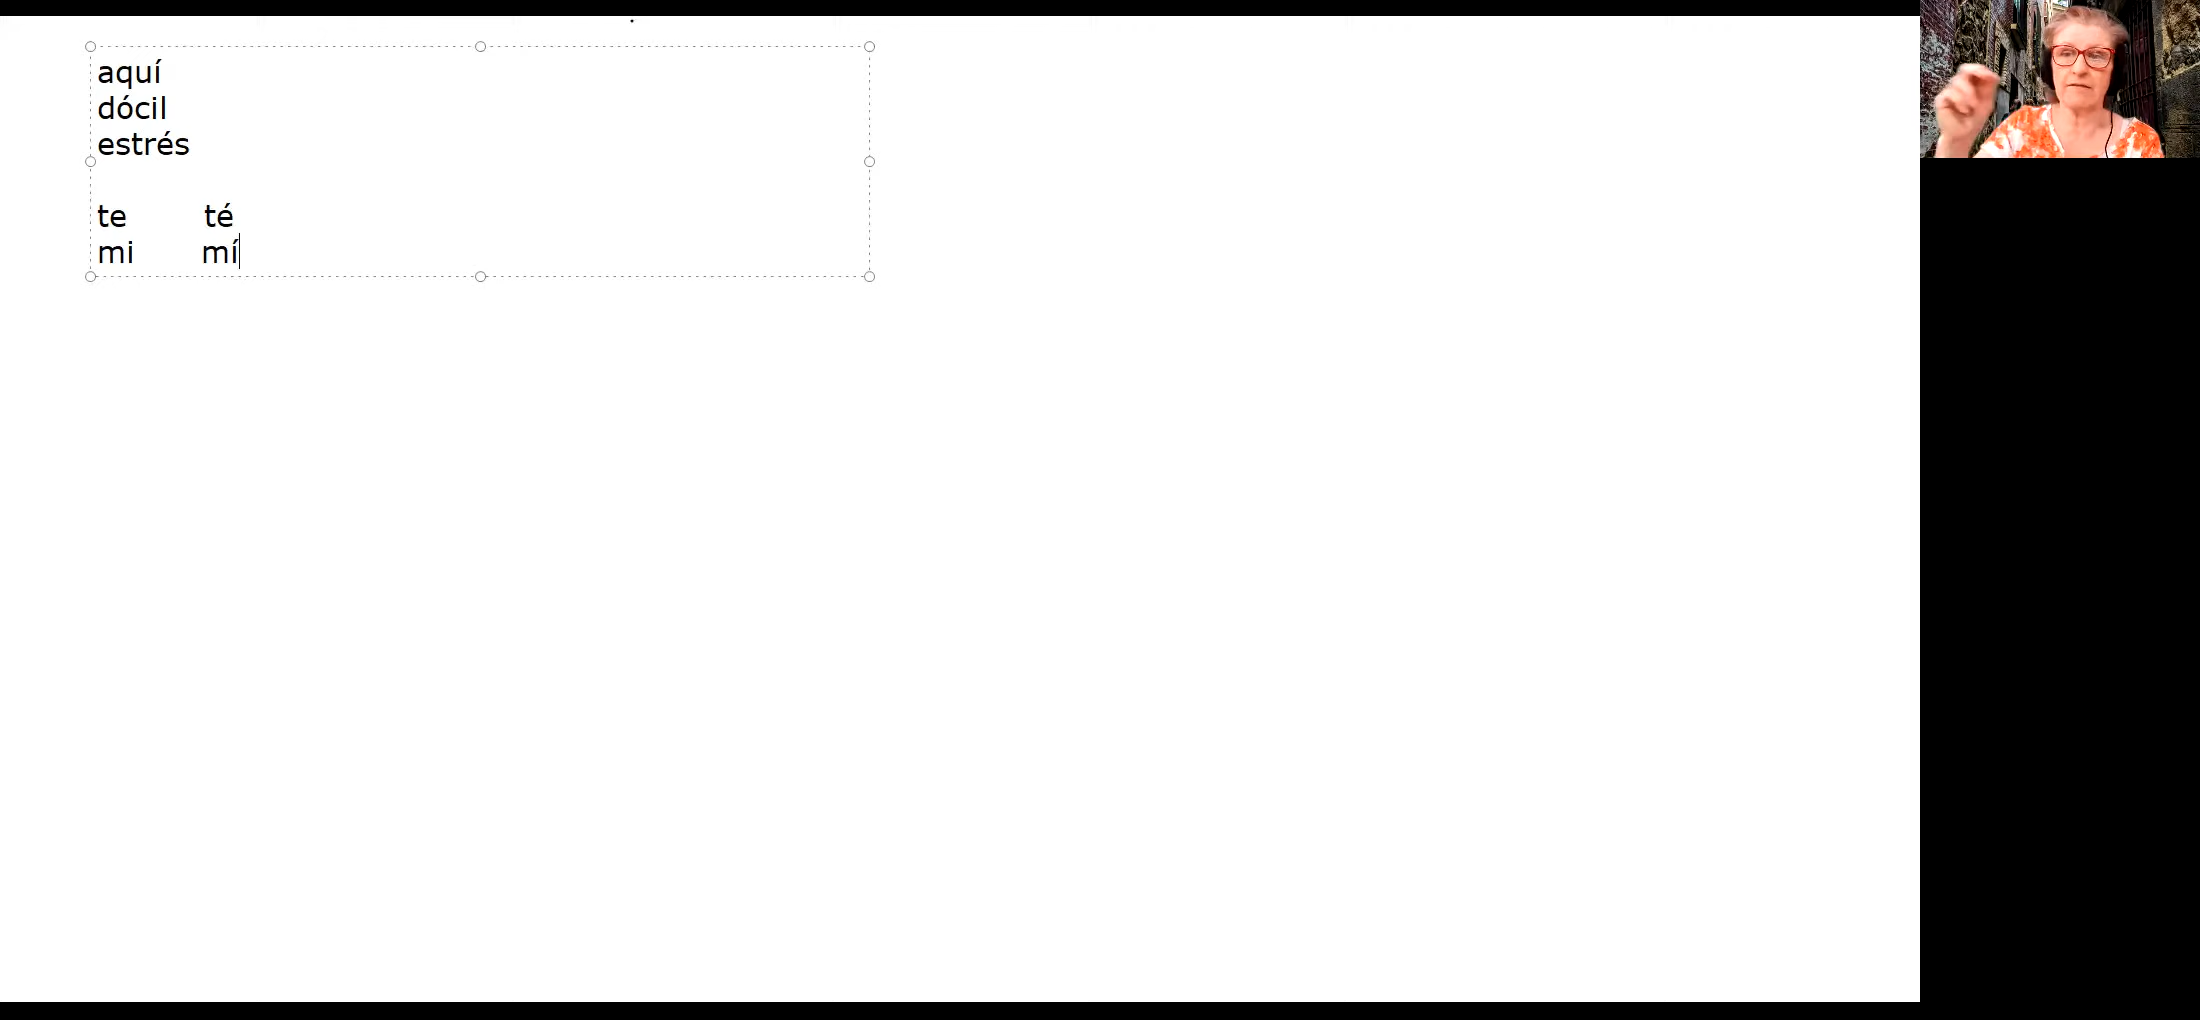 aquí
dócil
estrés
te té
mi mí